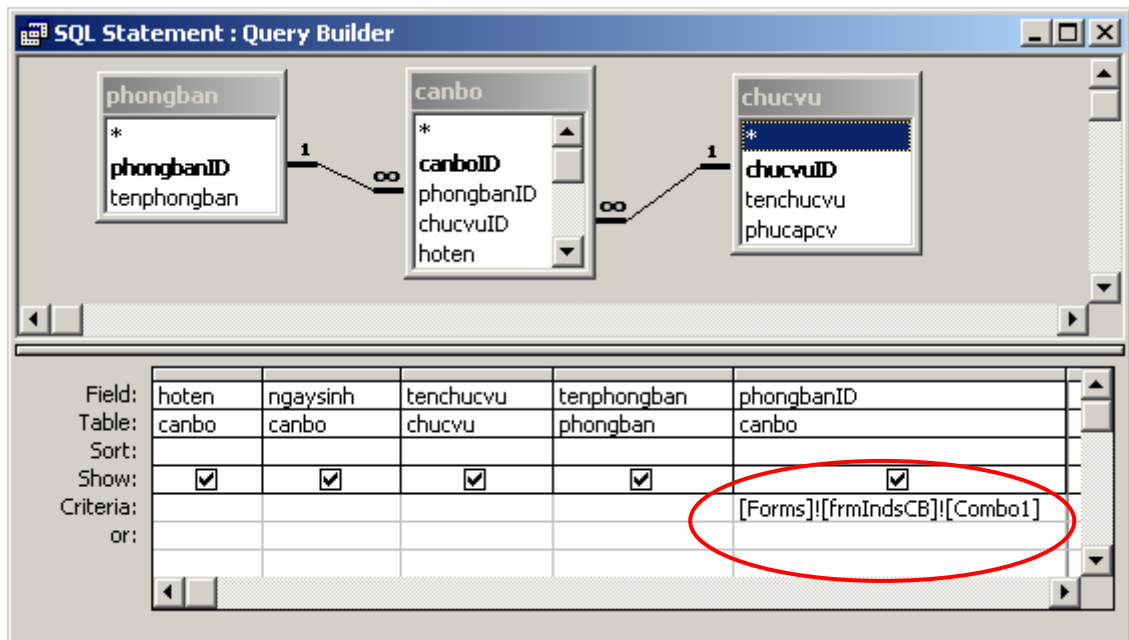 SQL Statement : Query Builder
phongban
*
phongbanID
tenphongban
1
∞
canbo
*
canboID
phongbanID
chucvuID
hoten
∞
1
chucvu
*
chucvuID
tenchucvu
phucapcv
Field: hoten ngaysinh tenchucvu tenphongban phongbanID
Table: canbo canbo chucvu phongban canbo
Sort:
Show:
Criteria: [Forms]![frmIndsCB]![Combo1]
or: